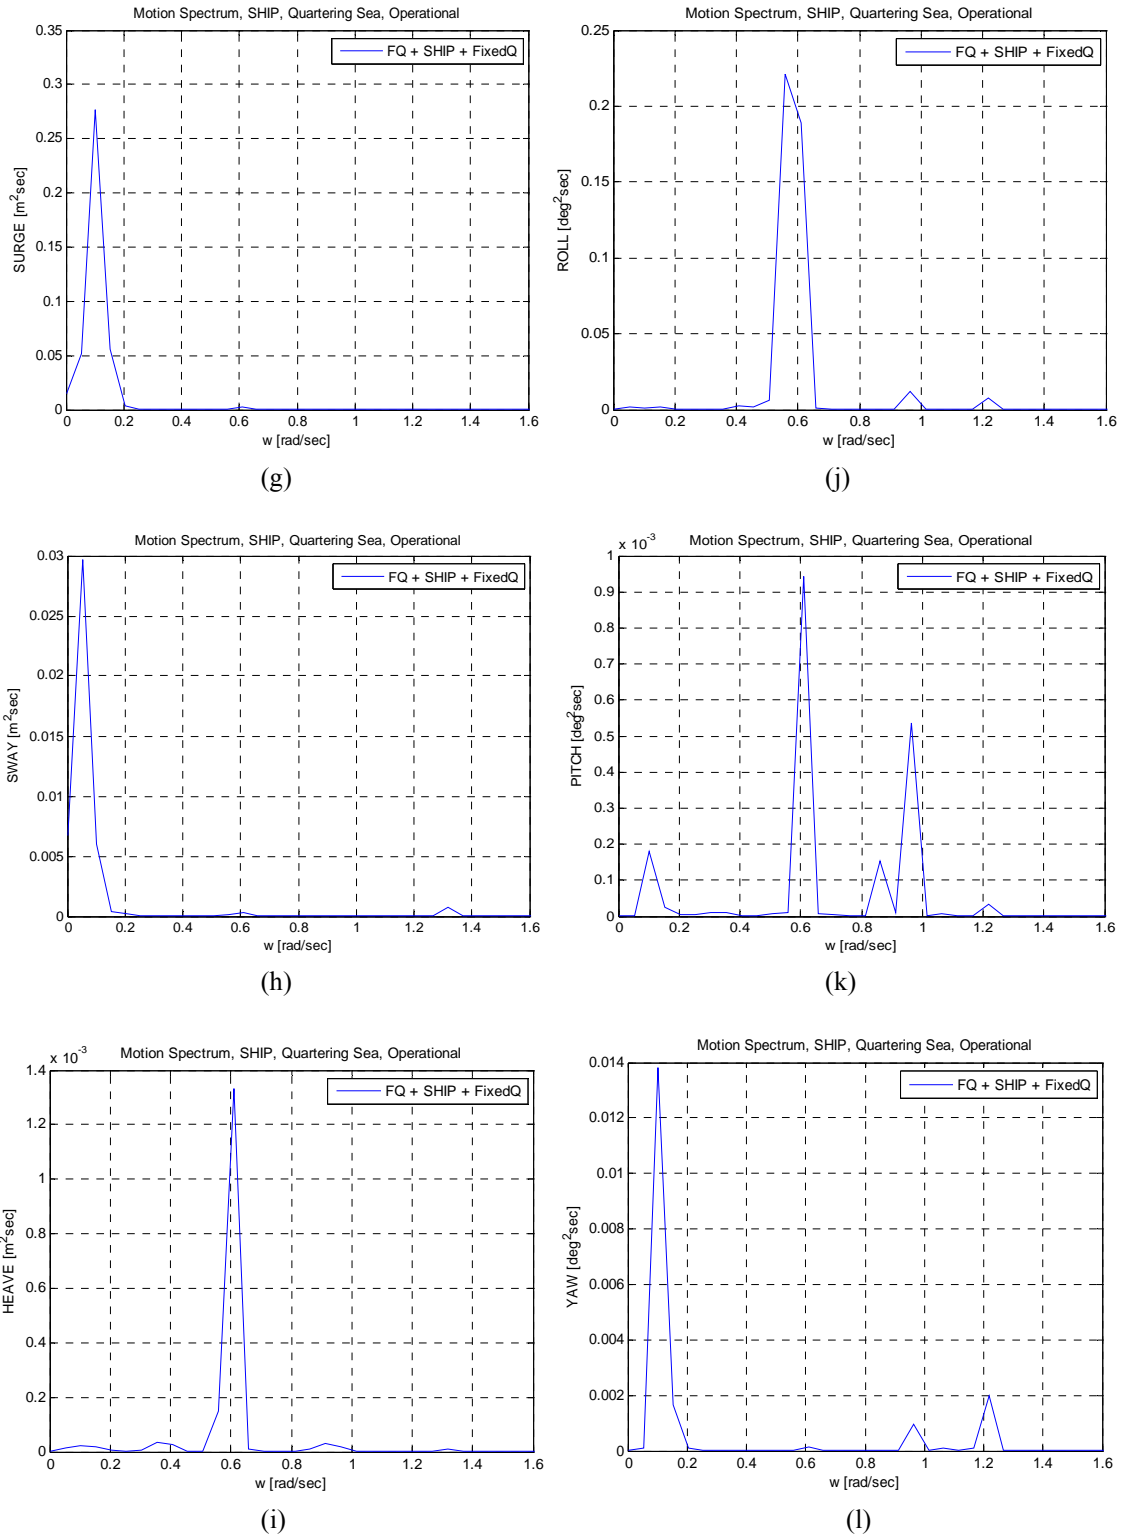 Motion Spectrum, SHIP, Quartering Sea, Operational
FQ + SHIP + FixedQ
0.35
0.3
0.25
0.2
0.15
0.1
0.05
0
SURGE [m²sec]
0 0.2 0.4 0.6 0.8 1 1.2 1.4 1.6
w [rad/sec]
(g)
Motion Spectrum, SHIP, Quartering Sea, Operational
FQ + SHIP + FixedQ
0.25
0.2
0.15
0.1
0.05
0
ROLL [deg²sec]
0 0.2 0.4 0.6 0.8 1 1.2 1.4 1.6
w [rad/sec]
(j)
Motion Spectrum, SHIP, Quartering Sea, Operational
FQ + SHIP + FixedQ
0.03
0.025
0.02
0.015
0.01
0.005
0
SWAY [m²sec]
0 0.2 0.4 0.6 0.8 1 1.2 1.4 1.6
w [rad/sec]
(h)
x 10⁻³
Motion Spectrum, SHIP, Quartering Sea, Operational
FQ + SHIP + FixedQ
1
0.9
0.8
0.7
0.6
0.5
0.4
0.3
0.2
0.1
0
PITCH [deg²sec]
0 0.2 0.4 0.6 0.8 1 1.2 1.4 1.6
w [rad/sec]
(k)
x 10⁻³
Motion Spectrum, SHIP, Quartering Sea, Operational
FQ + SHIP + FixedQ
1.4
1.2
1
0.8
0.6
0.4
0.2
0
HEAVE [m²sec]
0 0.2 0.4 0.6 0.8 1 1.2 1.4 1.6
w [rad/sec]
(i)
Motion Spectrum, SHIP, Quartering Sea, Operational
FQ + SHIP + FixedQ
0.014
0.012
0.01
0.008
0.006
0.004
0.002
0
YAW [deg²sec]
0 0.2 0.4 0.6 0.8 1 1.2 1.4 1.6
w [rad/sec]
(l)